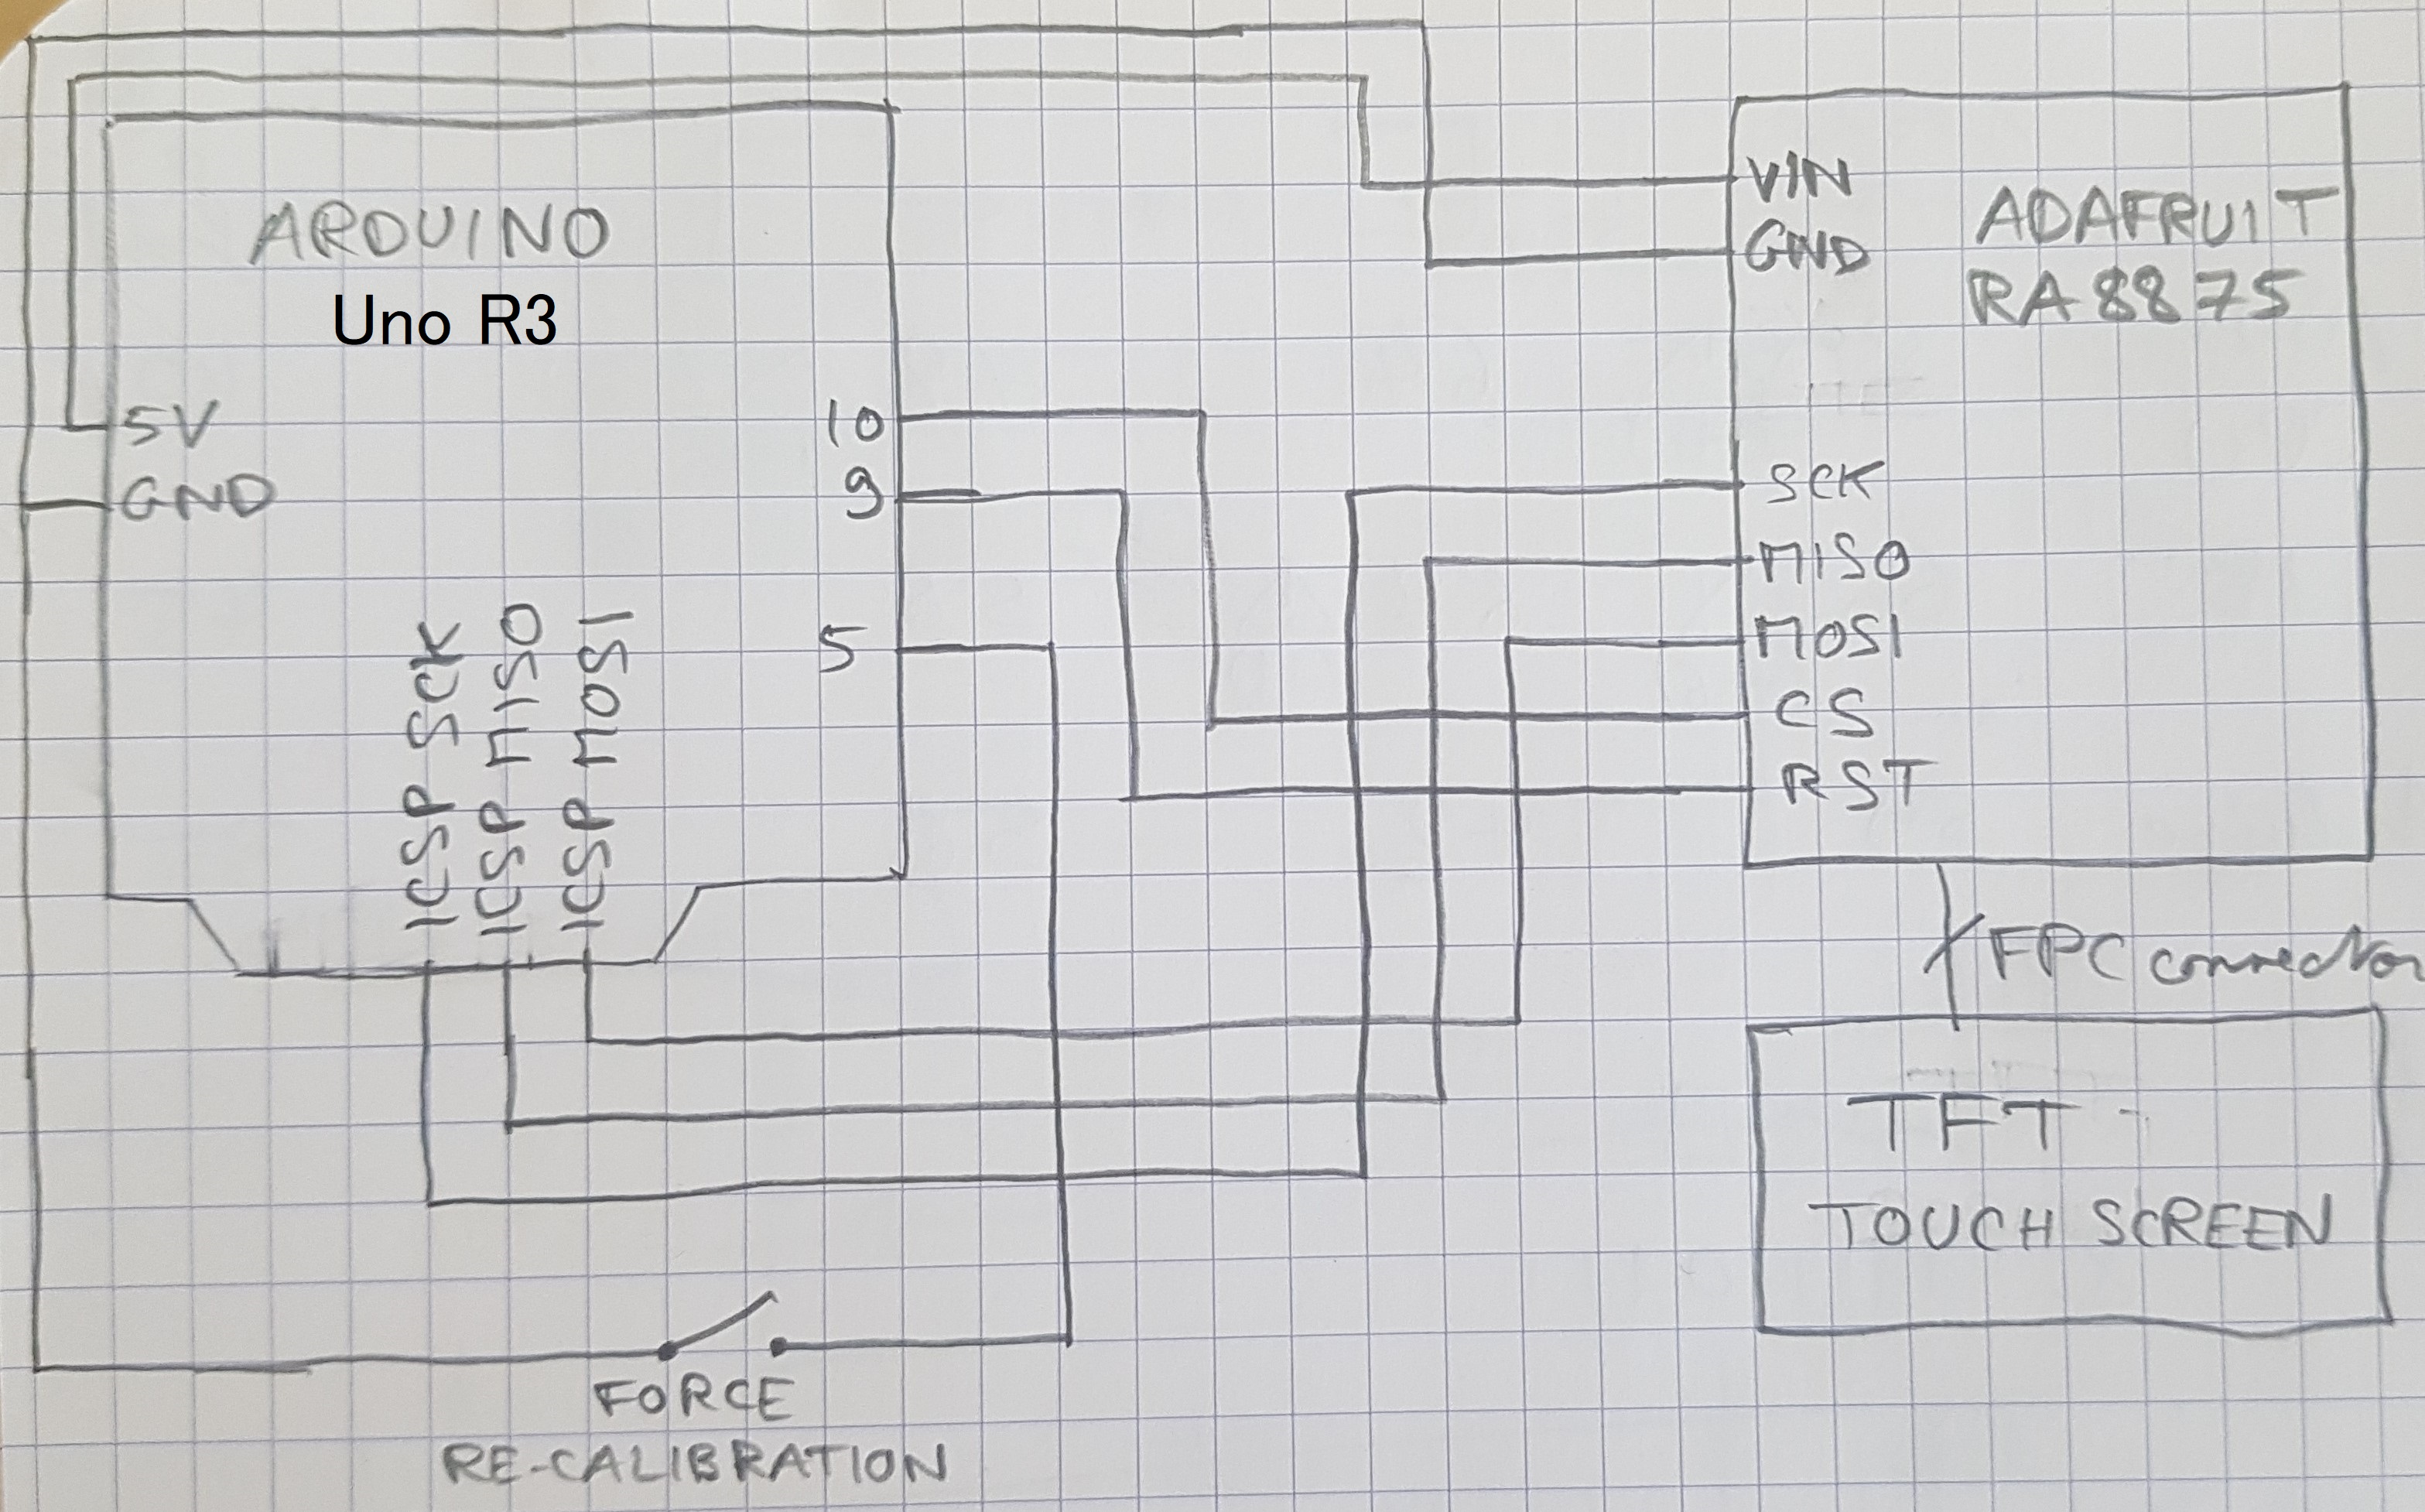 ARDUINO
Uno R3
5V
GND
10
9
5
ICSP SCK
ICSP MISO
ICSP MOSI
VIN
GND
ADAFRUIT
RA8875
SCK
MISO
MOSI
CS
RST
FPC connector
TFT
TOUCH SCREEN
FORCE
RE-CALIBRATION